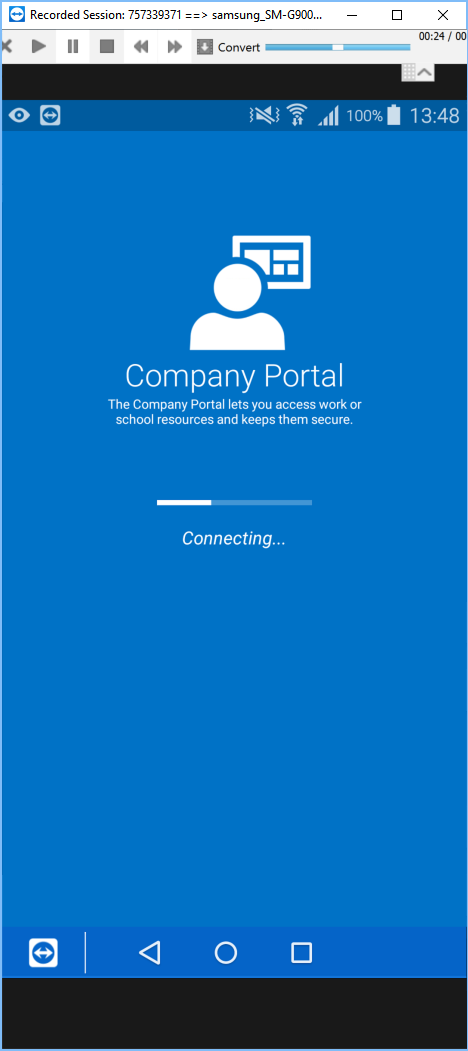 Recorded Session: 757339371 ==> samsung_SM-G900...
Convert
00:24 / 00
100%
13:48
Company Portal
The Company Portal lets you access work or
school resources and keeps them secure.
Connecting...